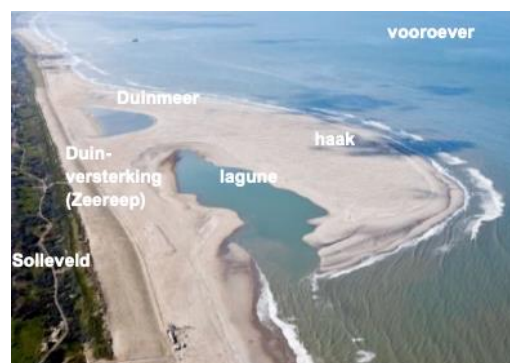 vooroever
Duinmeer
haak
Duin-
versterking
(Zeereep)
lagune
Solleveld